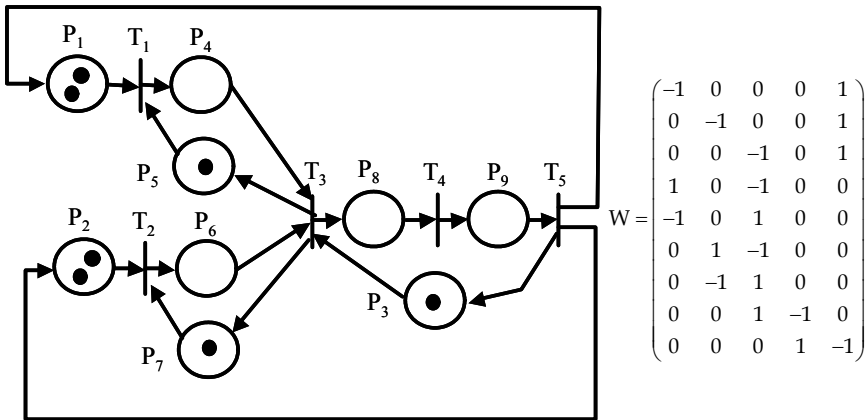 P₁ T₁ P₄
P₅ T₃ P₈ T₄ P₉ T₅
P₂ T₂ P₆
P₃
P₇
W = 
−1 0 0 0 1
0 −1 0 0 1
0 0 −1 0 1
1 0 −1 0 0
−1 0 1 0 0
0 1 −1 0 0
0 −1 1 0 0
0 0 1 −1 0
0 0 0 1 −1